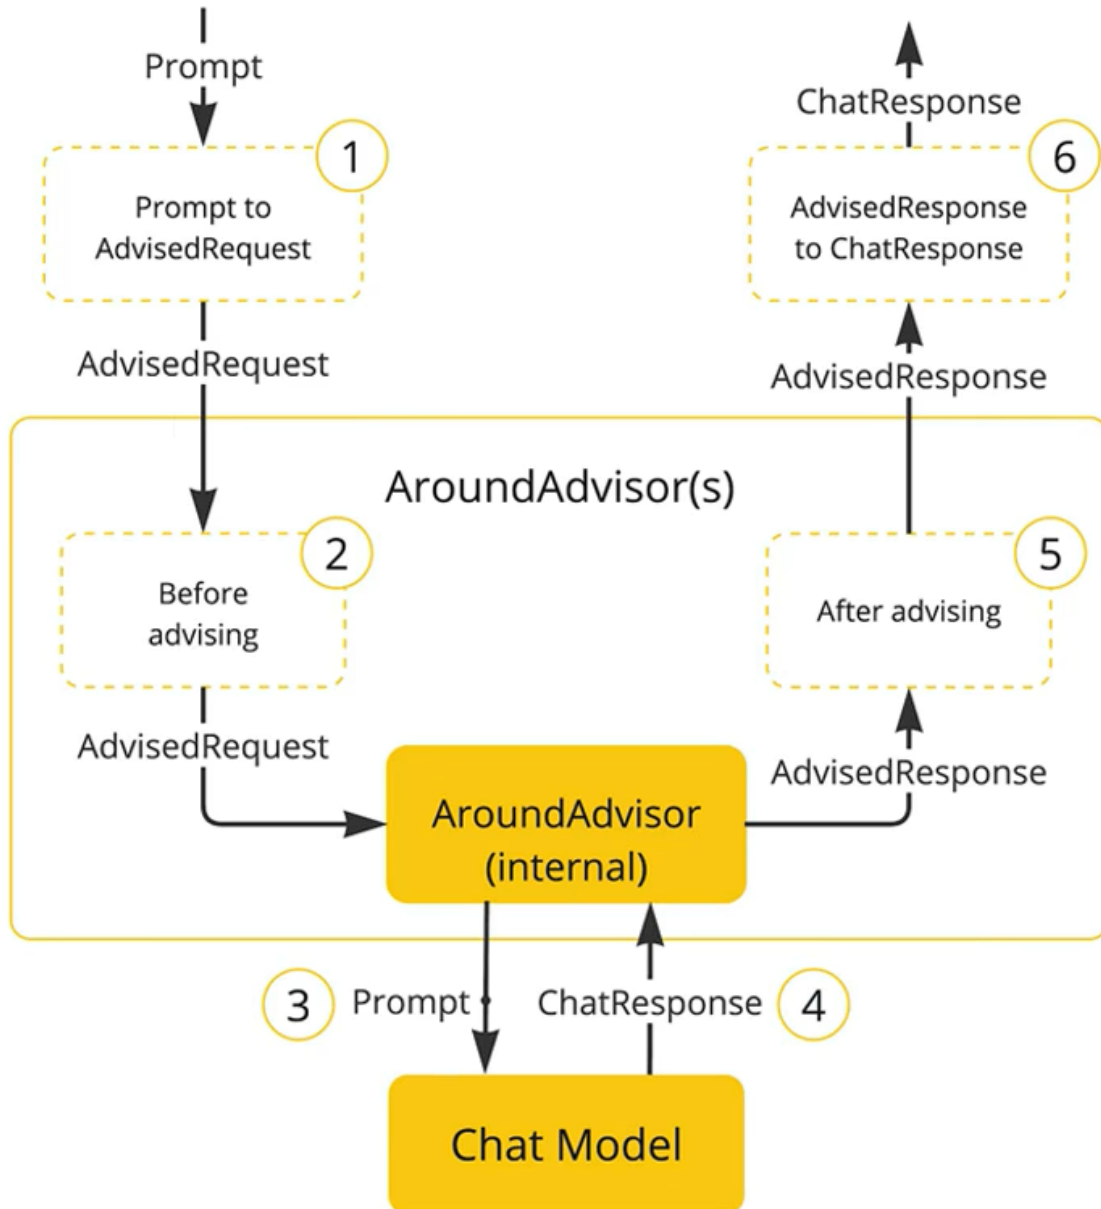 Prompt
1
Prompt to
AdvisedRequest
AdvisedRequest
ChatResponse
6
AdvisedResponse
to ChatResponse
AdvisedResponse
AroundAdvisor(s)
2
Before
advising
AdvisedRequest
5
After advising
AdvisedResponse
AroundAdvisor
(internal)
3
Prompt
ChatResponse
4
Chat Model